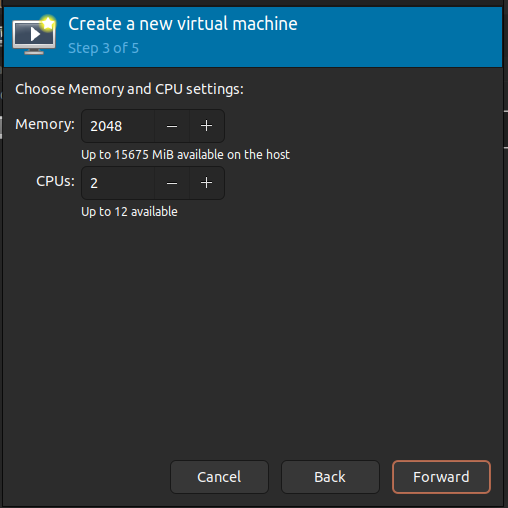 Create a new virtual machine
Step 3 of 5
Choose Memory and CPU settings:
Memory: 2048 − +
Up to 15675 MiB available on the host
CPUs: 2 − +
Up to 12 available
Cancel Back Forward